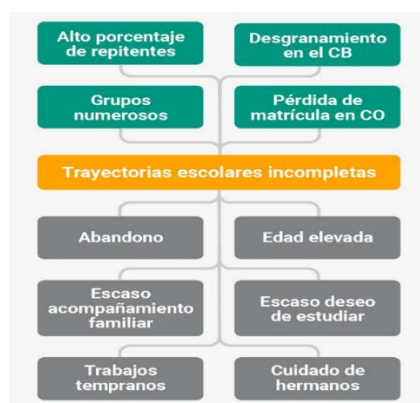 Alto porcentaje
de repitentes
Desgranamiento
en el CB
Grupos
numerosos
Pérdida de
matrícula en CO
Trayectorias escolares incompletas
Abandono
Edad elevada
Escaso
acompañamiento
familiar
Escaso deseo
de estudiar
Trabajos
tempranos
Cuidado de
hermanos